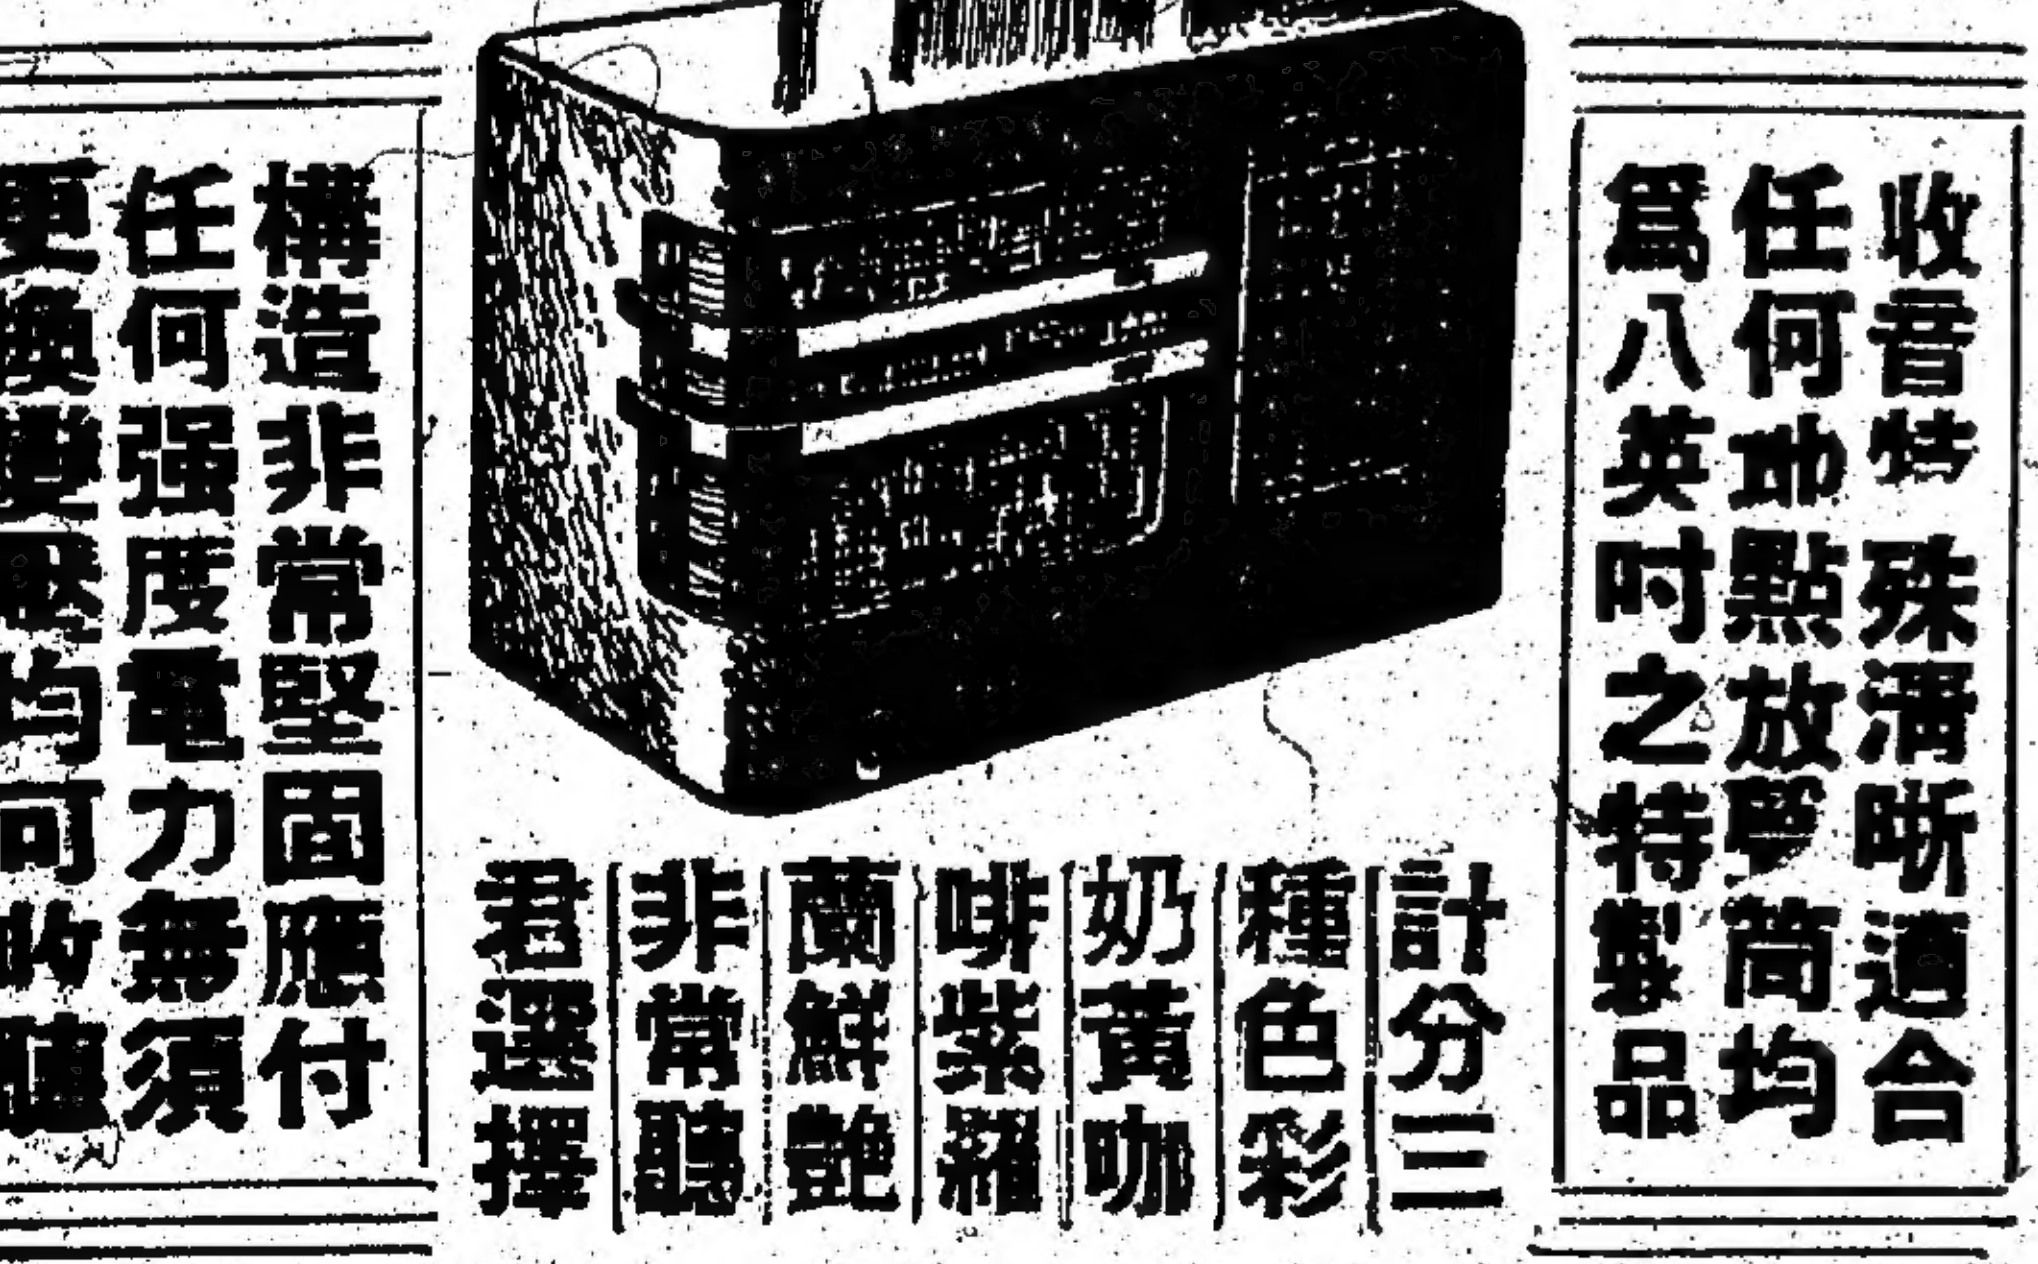 收音特殊清晰適合
任何地點放聲筒均
爲八英吋之特製品
計分三
種色彩
奶黃咖
啡紫羅
蘭鮮艷
非常聽
君選擇
構造非常堅固應付
任何强度電力無須
更換變壓均可收聽